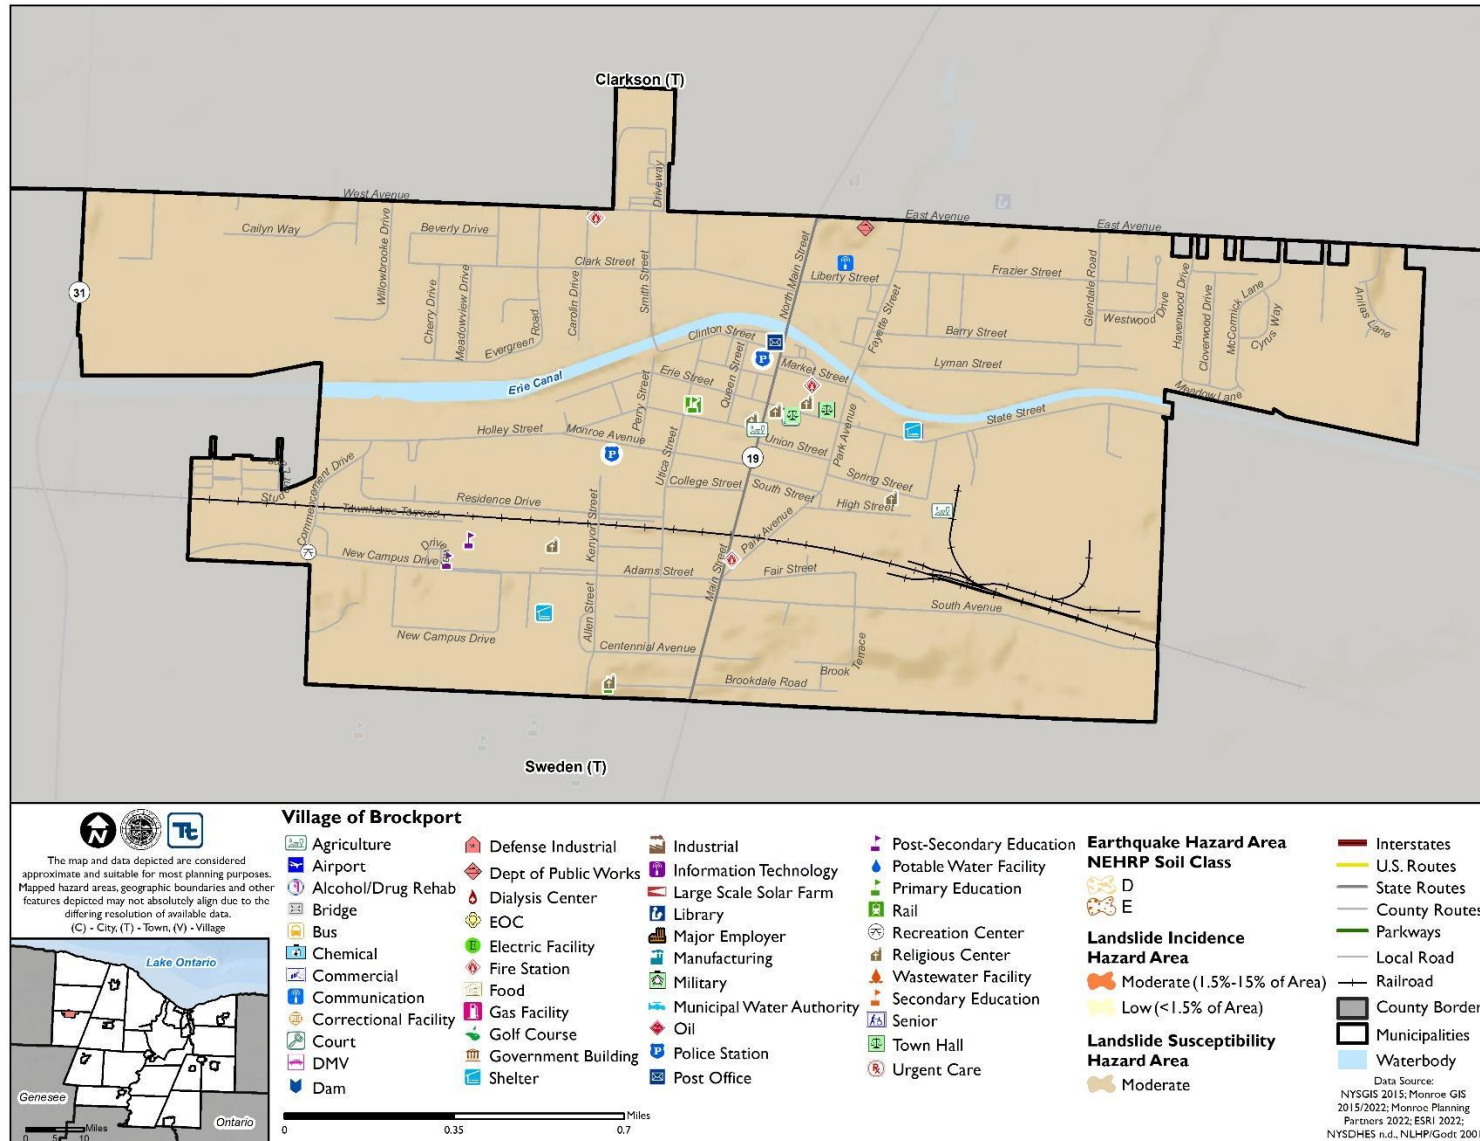 Clarkson (T)
West Avenue
East Avenue
East Avenue
Driveway
Cailyn Way
Willowbrooke Drive
Beverly Drive
Clark Street
Smith Street
North Main Street
Liberty Street
Fayette Street
Frazier Street
Glendale Road
Westwood Drive
Havenwood Drive
Cloverwood Drive
McCormick Lane
Cyrus Way
Anitas Lane
31
Cherry Drive
Meadowview Drive
Evergreen Road
Carolin Drive
Clinton Street
Barry Street
Lyman Street
Meadow Lane
Erie Canal
Erie Street
Queen Street
Market Street
State Street
Perry Street
Holley Street
Monroe Avenue
Utica Street
Union Street
Park Avenue
19
Spring Street
Commencement Drive
College Street
South Street
High Street
Residence Drive
Townhome Terrace
Kenyon Street
Park Avenue
New Campus Drive
Drive
Adams Street
Main Street
Fair Street
South Avenue
New Campus Drive
Allen Street
Centennial Avenue
Brook Terrace
Brookdale Road
Sweden (T)
N
Tt
The map and data depicted are considered
approximate and suitable for most planning purposes.
Mapped hazard areas, geographic boundaries and other
features depicted may not absolutely align due to the
differing resolution of available data.
(C) - City, (T) - Town, (V) - Village
Lake Ontario
Genesee
Ontario
Miles
0 5 10
Village of Brockport
Agriculture
Airport
Alcohol/Drug Rehab
Bridge
Bus
Chemical
Commercial
Communication
Correctional Facility
Court
DMV
Dam
Defense Industrial
Dept of Public Works
Dialysis Center
EOC
Electric Facility
Fire Station
Food
Gas Facility
Golf Course
Government Building
Shelter
Industrial
Information Technology
Large Scale Solar Farm
Library
Major Employer
Manufacturing
Military
Municipal Water Authority
Oil
Police Station
Post Office
Post-Secondary Education
Potable Water Facility
Primary Education
Rail
Recreation Center
Religious Center
Wastewater Facility
Secondary Education
Senior
Town Hall
Urgent Care
Miles
0 0.35 0.7
Earthquake Hazard Area
NEHRP Soil Class
D
E
Landslide Incidence
Hazard Area
Moderate (1.5%-15% of Area)
Low (<1.5% of Area)
Landslide Susceptibility
Hazard Area
Moderate
Interstates
U.S. Routes
State Routes
County Routes
Parkways
Local Road
Railroad
County Border
Municipalities
Waterbody
Data Source:
NYSGIS 2015; Monroe GIS
2015/2022; Monroe Planning
Partners 2022; ESRI 2022;
NYSDHES n.d., NLHP/Godt 2001